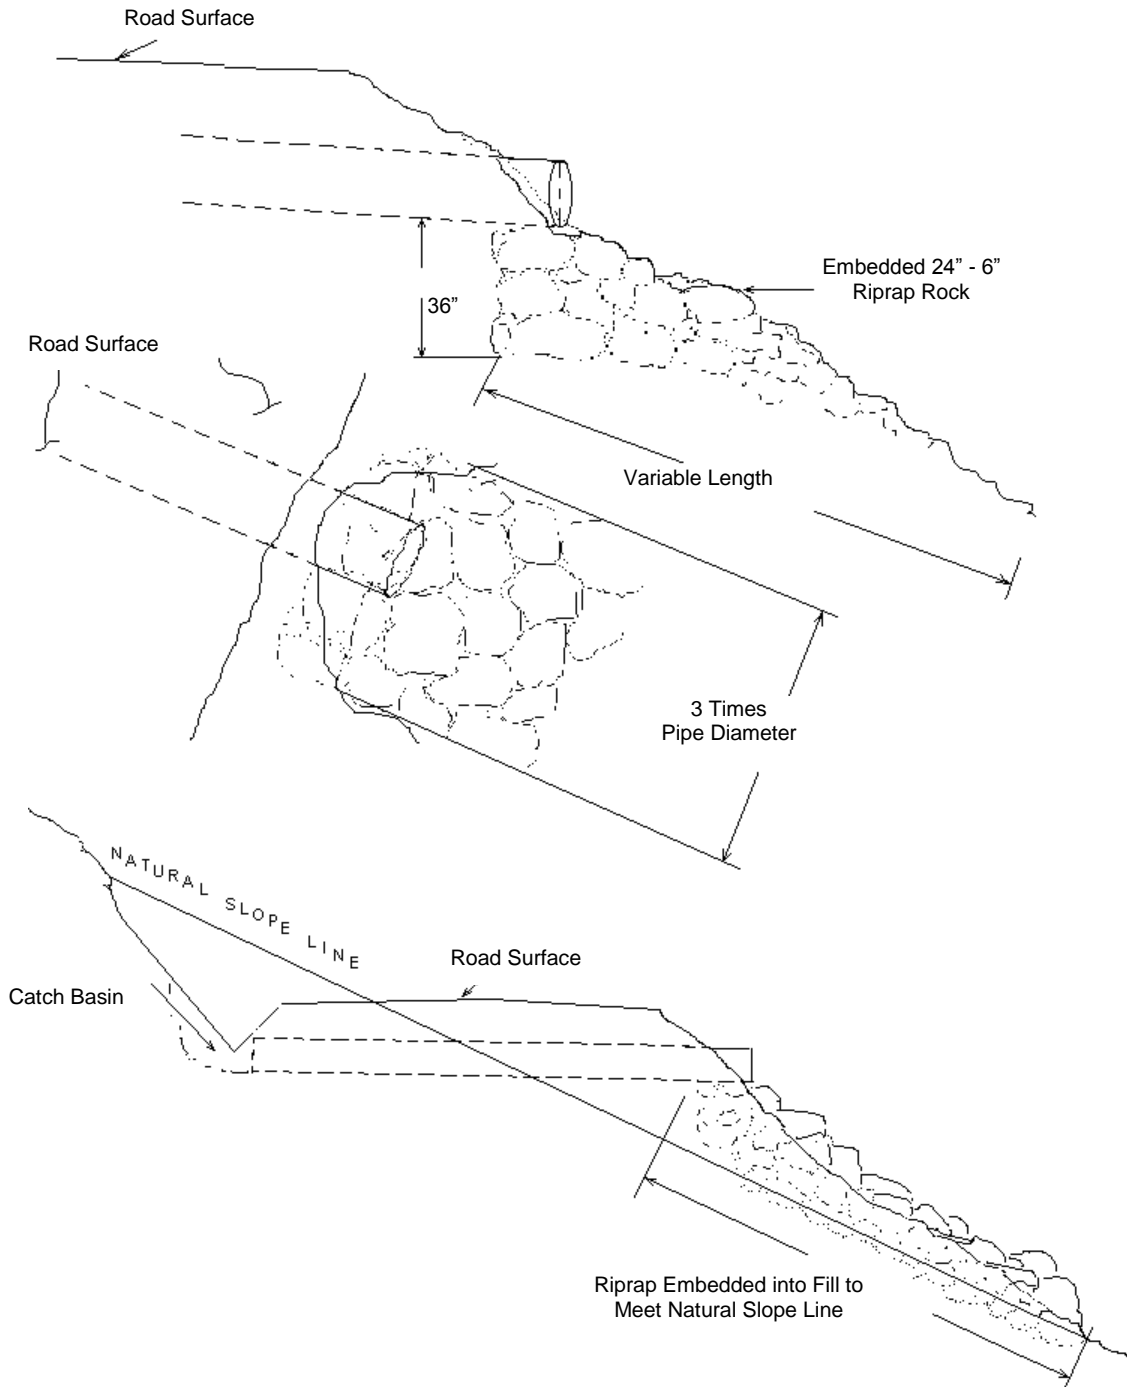 Road Surface
Embedded 24” - 6”
Riprap Rock
36”
Road Surface
Variable Length
3 Times
Pipe Diameter
NATURAL SLOPE LINE
Road Surface
Catch Basin
Riprap Embedded into Fill to
Meet Natural Slope Line